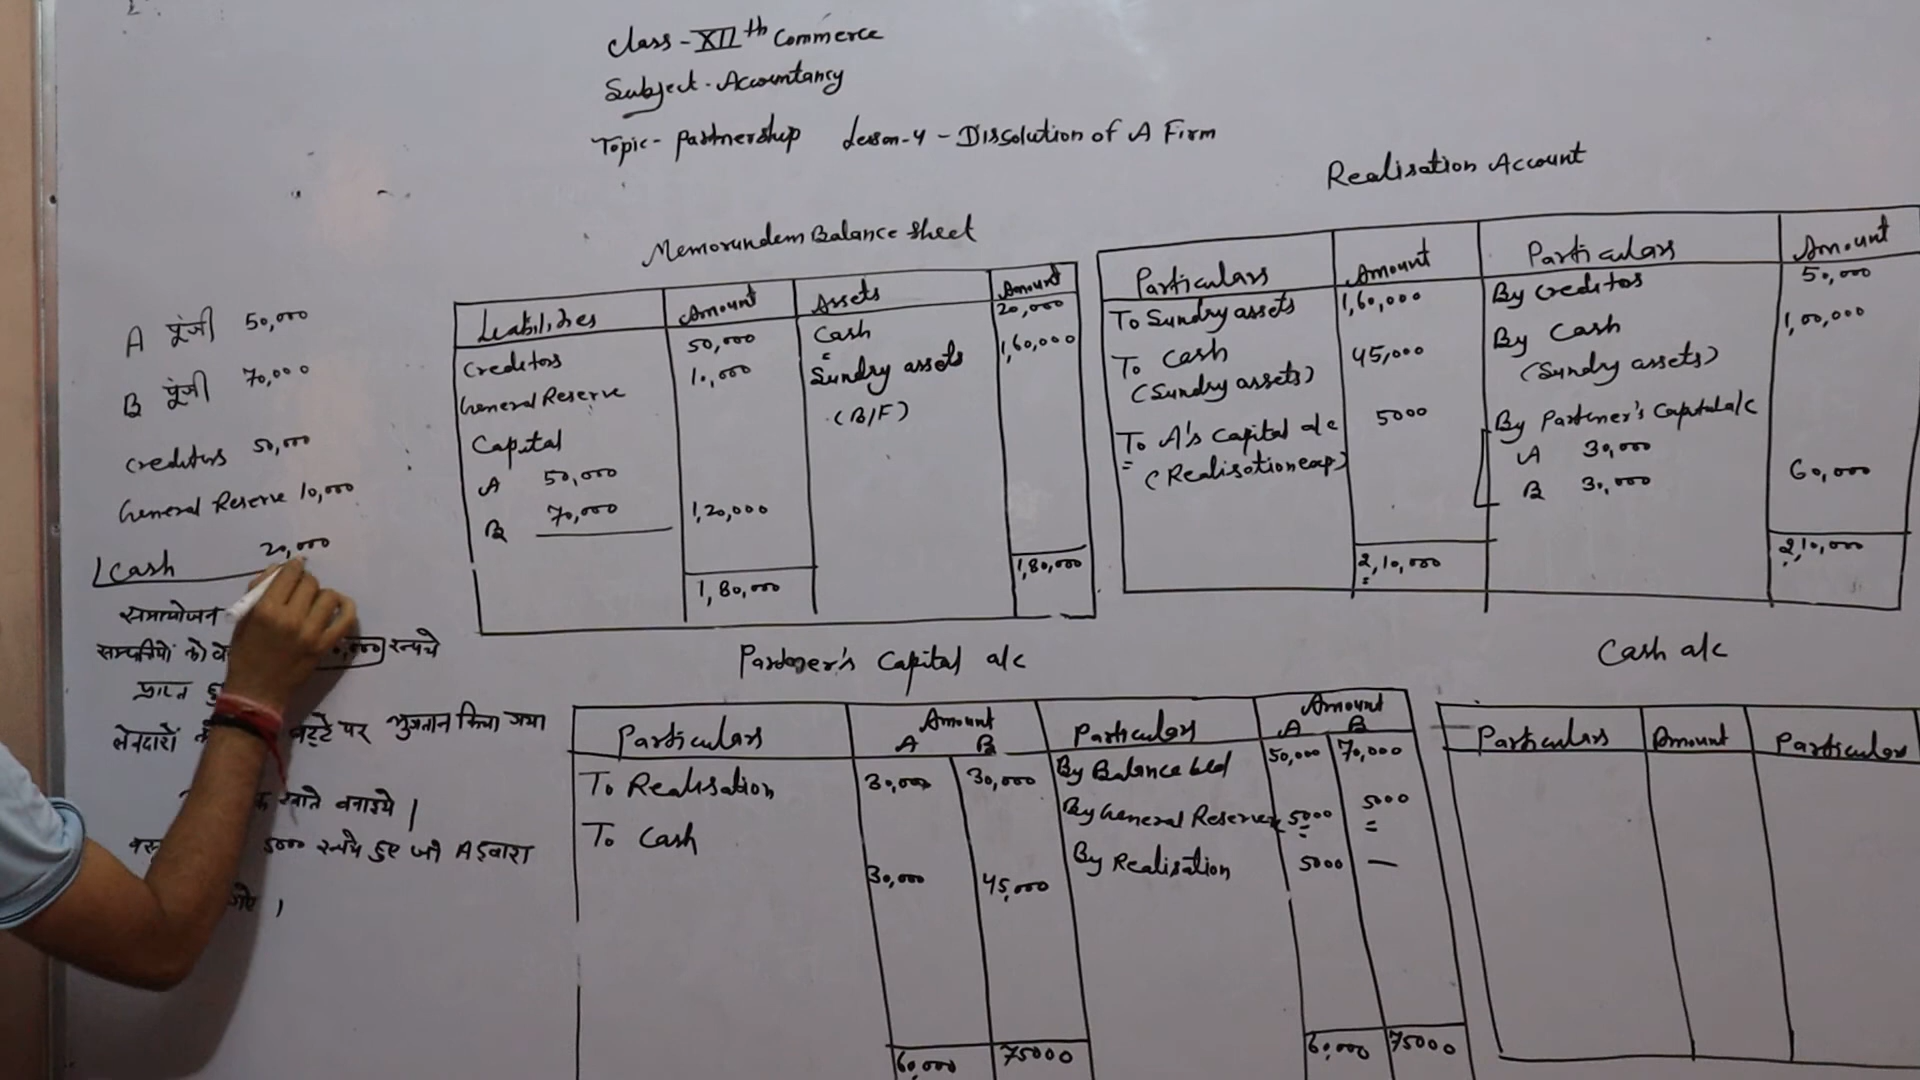 Class - XIIth Commerce
Subject - Accountancy
Topic - Partnership Lesson-4 - Dissolution of A Firm
A पूंजी 50,000
B पूंजी 70,000
Creditors 50,000
General Reserve 10,000
Cash 20,000
समायोजन
सम्पत्तियों को रुपये
प्राप्त
लेनदारों बट्टे पर भुगतान किया गया
खाते बनाइये |
5000 रुपये हुए जो A द्वारा
Memorundem Balance Sheet
Liabilities Amount Assets Amount
Creditors 50,000 Cash 20,000
General Reserve 10,000 Sundry assets 1,60,000
(B/F)
Capital
A 50,000
B 70,000 1,20,000
1,80,000 1,80,000
Realisation Account
Particulars Amount Particulars Amount
To Sundry assets 1,60,000 By Creditos 50,000
To Cash 45,000 By Cash 1,00,000
(Sundry assets) (Sundry assets)
To A's Capital a/c 5000 By Partener's Capital a/c
(Realisation exp) A 30,000
B 30,000 60,000
2,10,000 2,10,000
Partner's Capital a/c
Particulars Amount Particulars Amount
A B A B
To Realisation 30,000 30,000 By Balance b/d 50,000 70,000
To Cash 30,000 45,000 By General Reserve 5000 5000
By Realisation 5000 —
60,000 75000 60,000 75000
Cash a/c
Particulars Amount Particulars